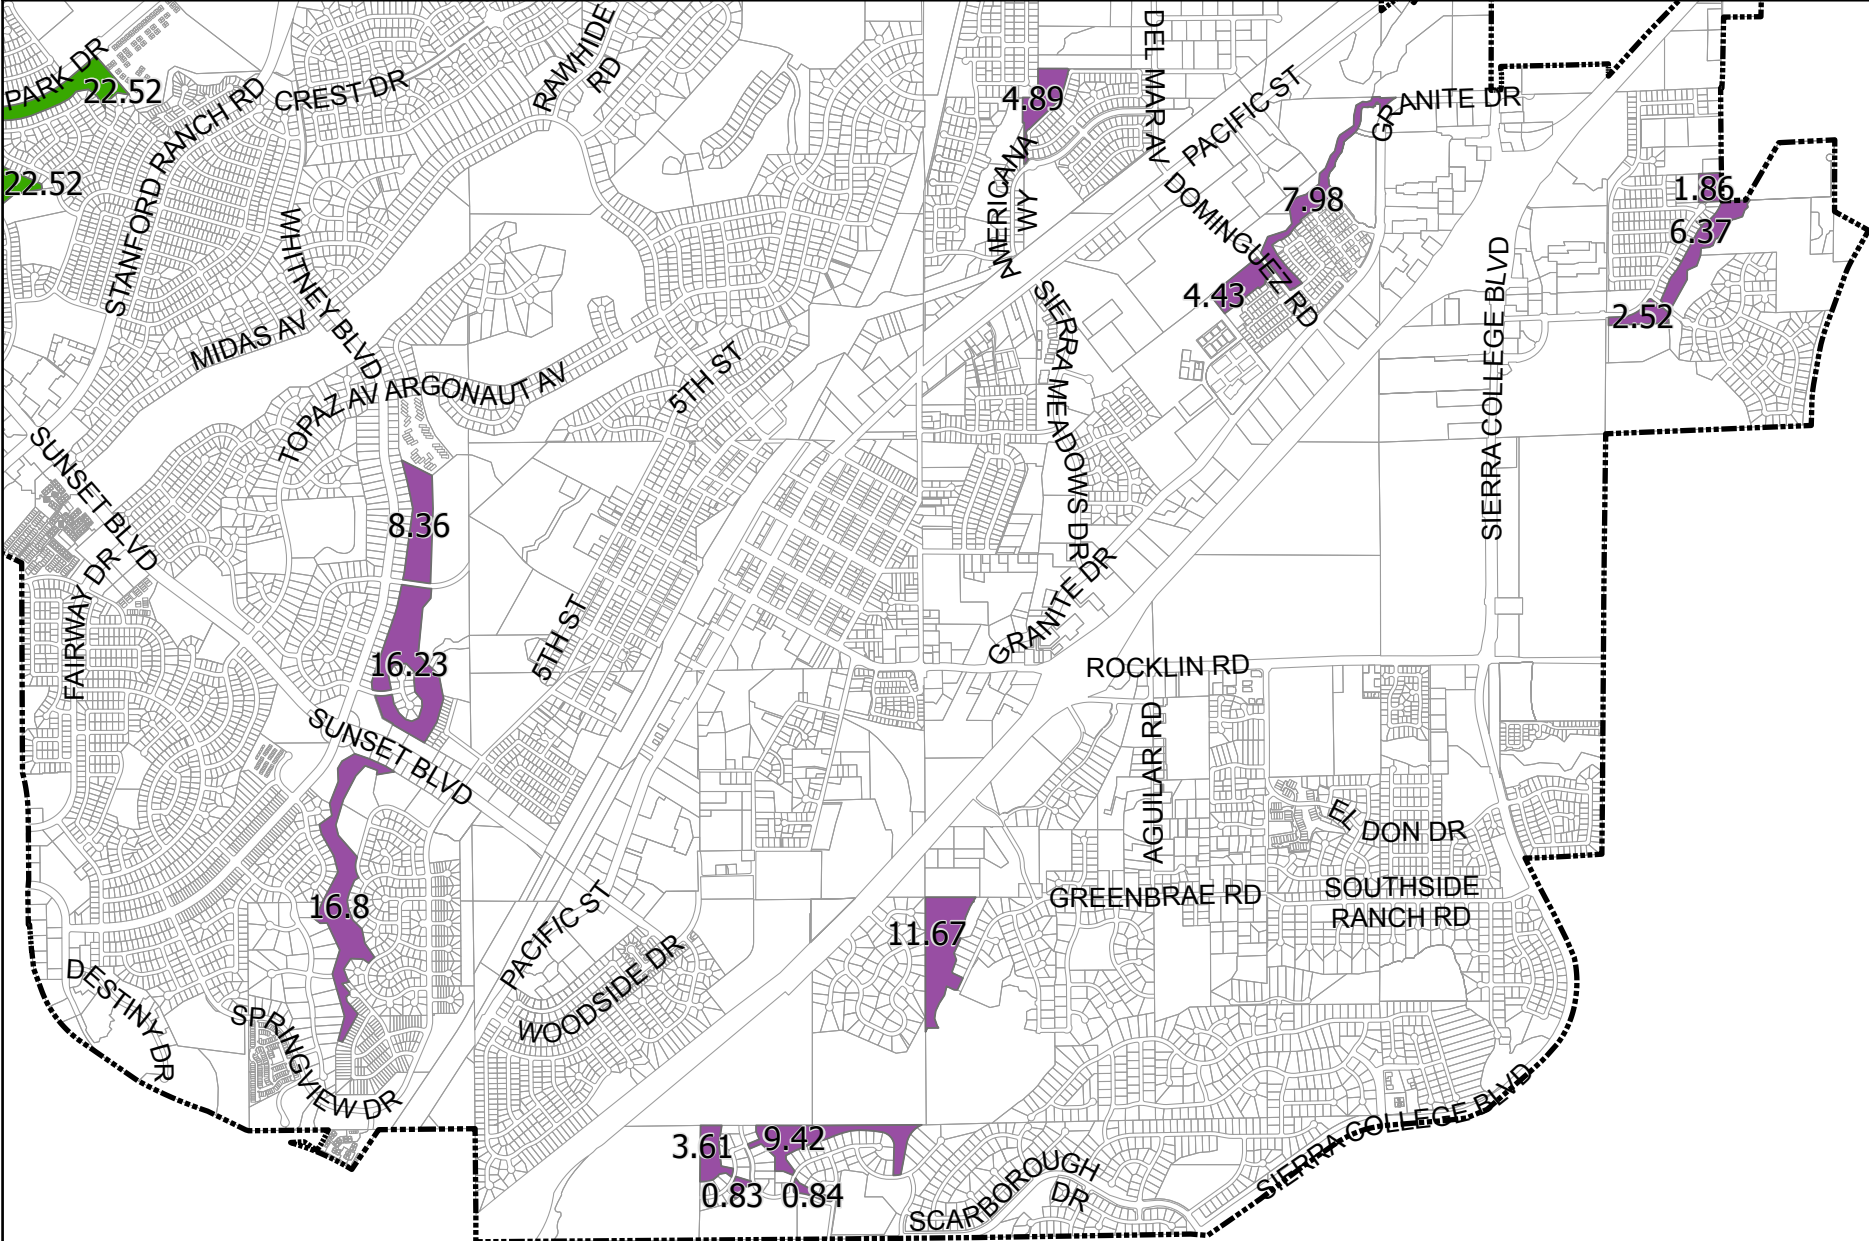 PARK DR
22.52
22.52
STANFORD RANCH RD
CREST DR
RAWHIDE
RD
WHITNEY BLVD
MIDAS AV
TOPAZ AV
ARGONAUT AV
5TH ST
SUNSET BLVD
FAIRWAY DR
8.36
16.23
5TH ST
SUNSET BLVD
16.8
DESTINY DR
SPRINGVIEW DR
PACIFIC ST
WOODSIDE DR
4.89
AMERICANA
WY
DEL MAR AV
PACIFIC ST
GRANITE DR
DOMINGUEZ RD
7.98
4.43
SIERRA MEADOWS DR
GRANITE DR
SIERRA COLLEGE BLVD
1.86
6.37
2.52
ROCKLIN RD
AGUILAR RD
EL DON DR
GREENBRAE RD
SOUTHSIDE
RANCH RD
11.67
3.61
9.42
0.83
0.84
SCARBOROUGH
DR
SIERRA COLLEGE BLVD